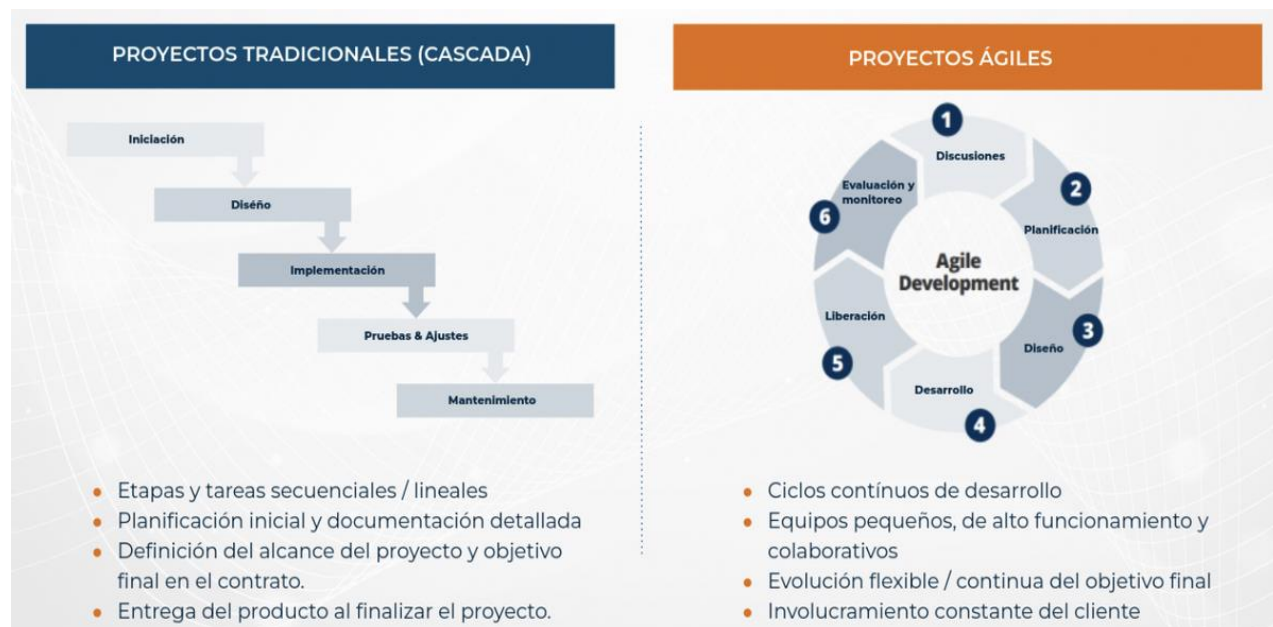 PROYECTOS TRADICIONALES (CASCADA)
Iniciación
Diséño
Implementación
Pruebas & Ajustes
Mantenimiento
• Etapas y tareas secuenciales / lineales
• Planificación inicial y documentación detallada
• Definición del alcance del proyecto y objetivo
final en el contrato.
• Entrega del producto al finalizar el proyecto.
PROYECTOS ÁGILES
1
Discusiones
2
Planificación
3
Diseño
4
Desarrollo
5
Liberación
6
Evaluación y
monitoreo
Agile
Development
• Ciclos contínuos de desarrollo
• Equipos pequeños, de alto funcionamiento y
colaborativos
• Evolución flexible / continua del objetivo final
• Involucramiento constante del cliente